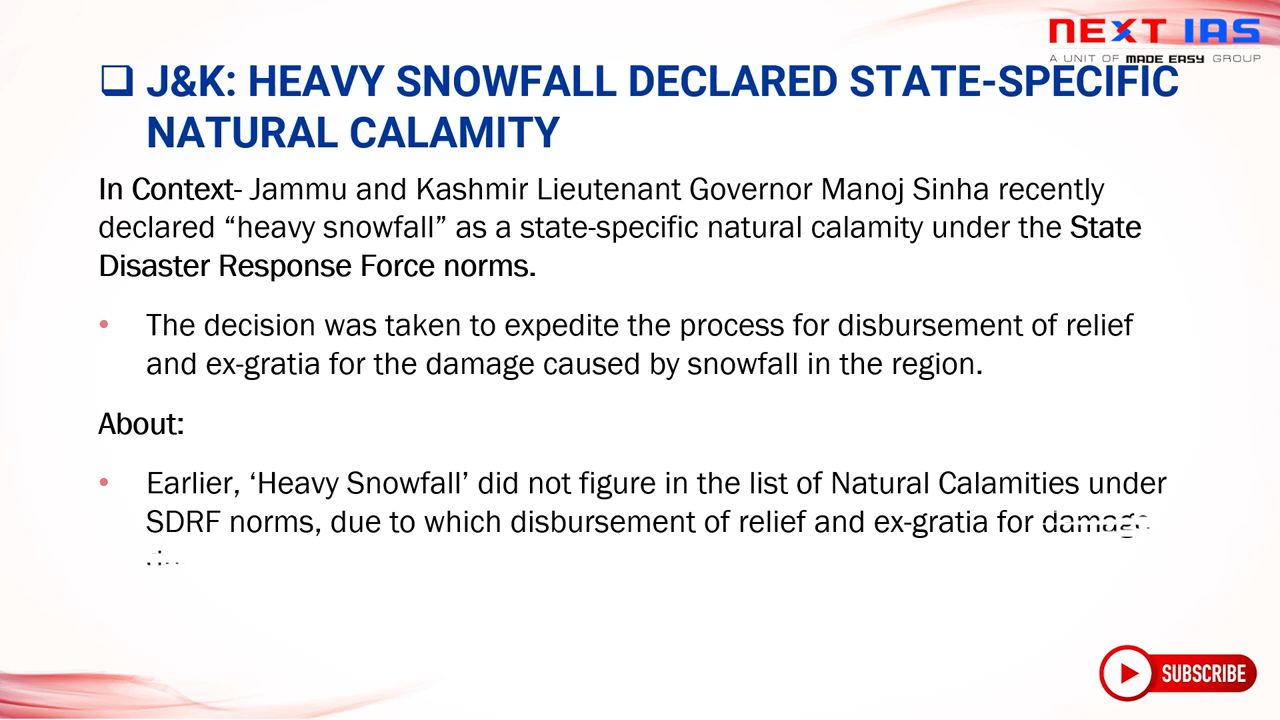 NEXT IAS
A UNIT OF MADE EASY GROUP
❑ J&K: HEAVY SNOWFALL DECLARED STATE-SPECIFIC
NATURAL CALAMITY
In Context- Jammu and Kashmir Lieutenant Governor Manoj Sinha recently
declared “heavy snowfall” as a state-specific natural calamity under the State
Disaster Response Force norms.
• The decision was taken to expedite the process for disbursement of relief
and ex-gratia for the damage caused by snowfall in the region.
About:
• Earlier, ‘Heavy Snowfall’ did not figure in the list of Natural Calamities under
SDRF norms, due to which disbursement of relief and ex-gratia for damage
SUBSCRIBE